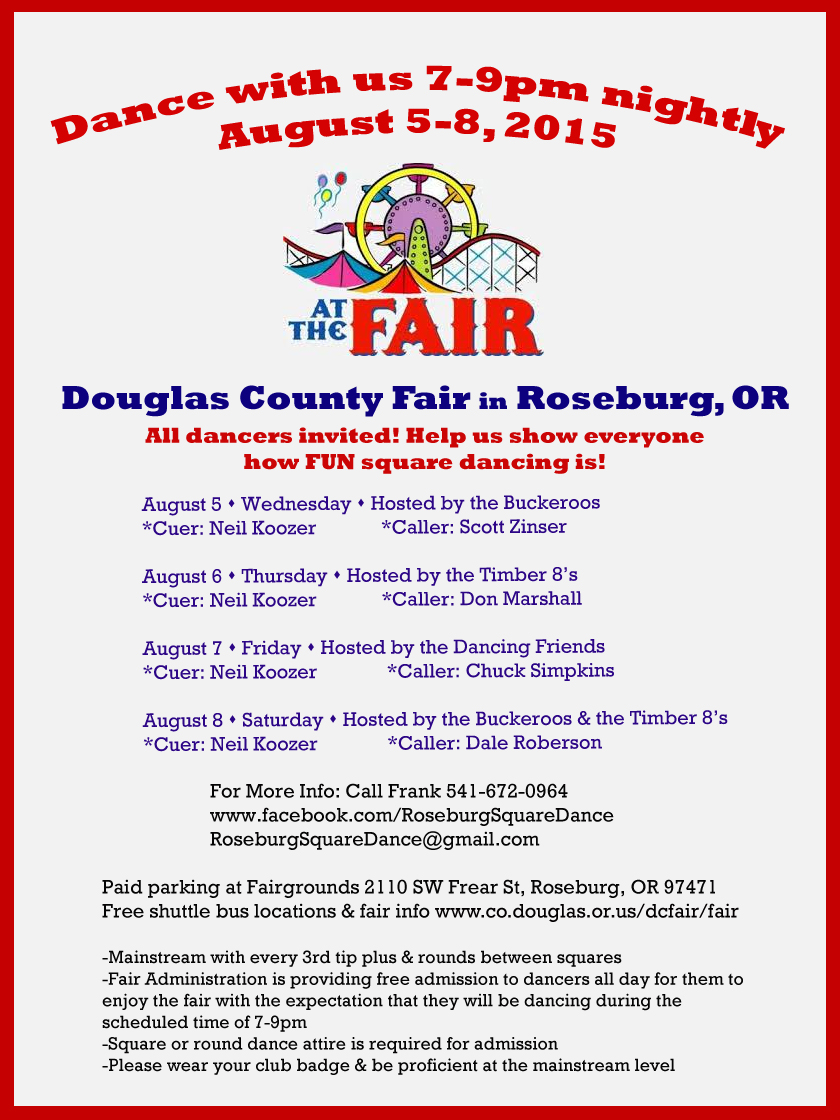 Dance with us 7-9pm nightly
August 5-8, 2015
AT
THE FAIR
Douglas County Fair in Roseburg, OR
All dancers invited! Help us show everyone
how FUN square dancing is!
August 5 ♦ Wednesday ♦ Hosted by the Buckeroos
*Cuer: Neil Koozer *Caller: Scott Zinser
August 6 ♦ Thursday ♦ Hosted by the Timber 8's
*Cuer: Neil Koozer *Caller: Don Marshall
August 7 ♦ Friday ♦ Hosted by the Dancing Friends
*Cuer: Neil Koozer *Caller: Chuck Simpkins
August 8 ♦ Saturday ♦ Hosted by the Buckeroos & the Timber 8's
*Cuer: Neil Koozer *Caller: Dale Roberson
For More Info: Call Frank 541-672-0964
www.facebook.com/RoseburgSquareDance
RoseburgSquareDance@gmail.com
Paid parking at Fairgrounds 2110 SW Frear St, Roseburg, OR 97471
Free shuttle bus locations & fair info www.co.douglas.or.us/dcfair/fair
-Mainstream with every 3rd tip plus & rounds between squares
-Fair Administration is providing free admission to dancers all day for them to
enjoy the fair with the expectation that they will be dancing during the
scheduled time of 7-9pm
-Square or round dance attire is required for admission
-Please wear your club badge & be proficient at the mainstream level